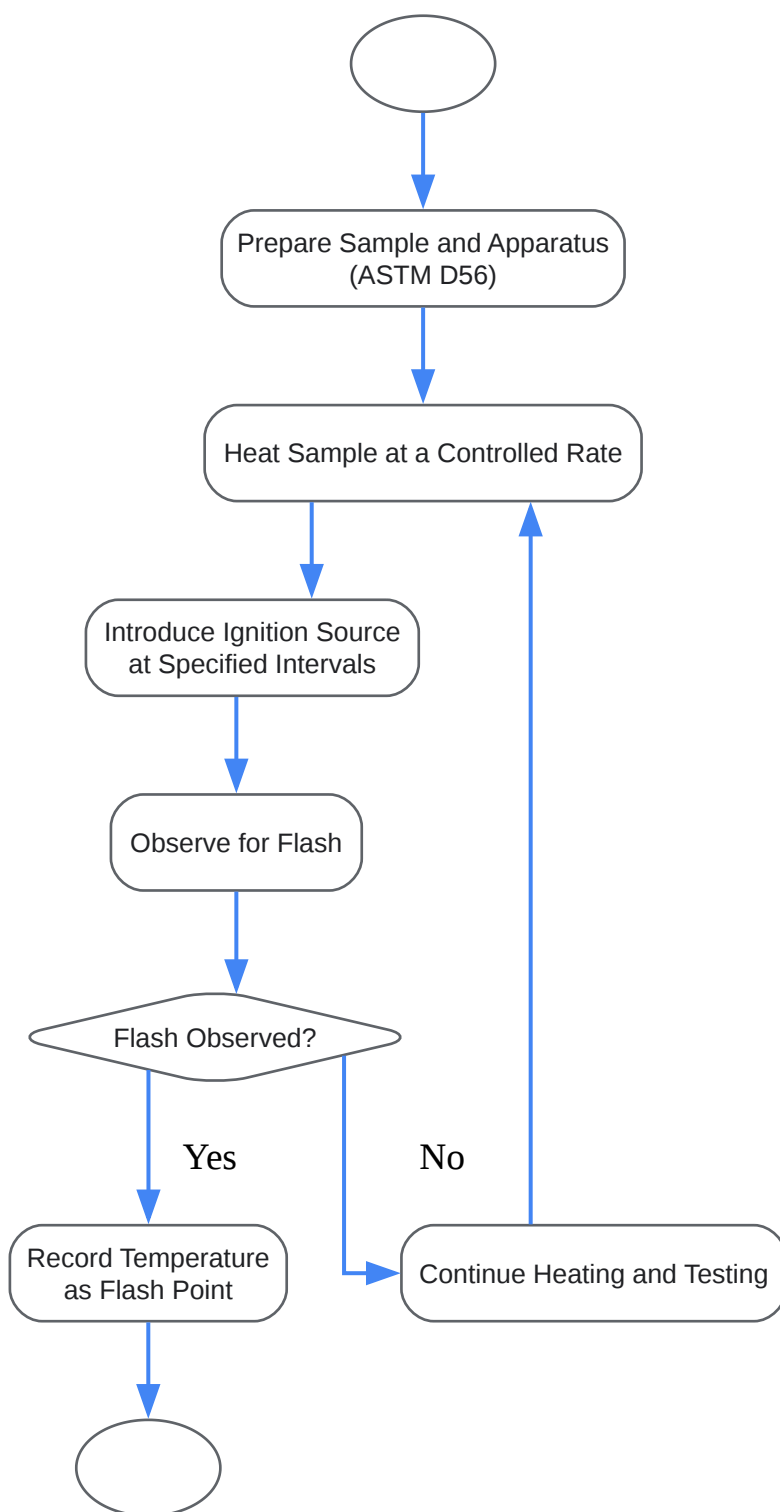 Prepare Sample and Apparatus
(ASTM D56)
Heat Sample at a Controlled Rate
Introduce Ignition Source
at Specified Intervals
Observe for Flash
Flash Observed?
Yes
No
Record Temperature
as Flash Point
Continue Heating and Testing